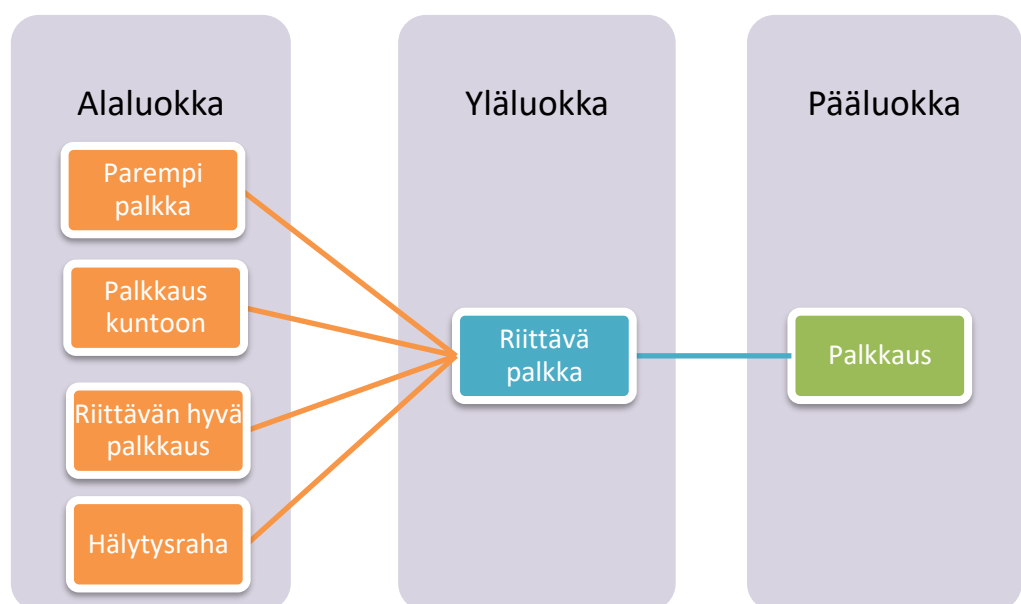 Alaluokka
Parempi
palkka
Palkkaus
kuntoon
Riittävän hyvä
palkkaus
Hälytysraha
Yläluokka
Riittävä
palkka
Pääluokka
Palkkaus